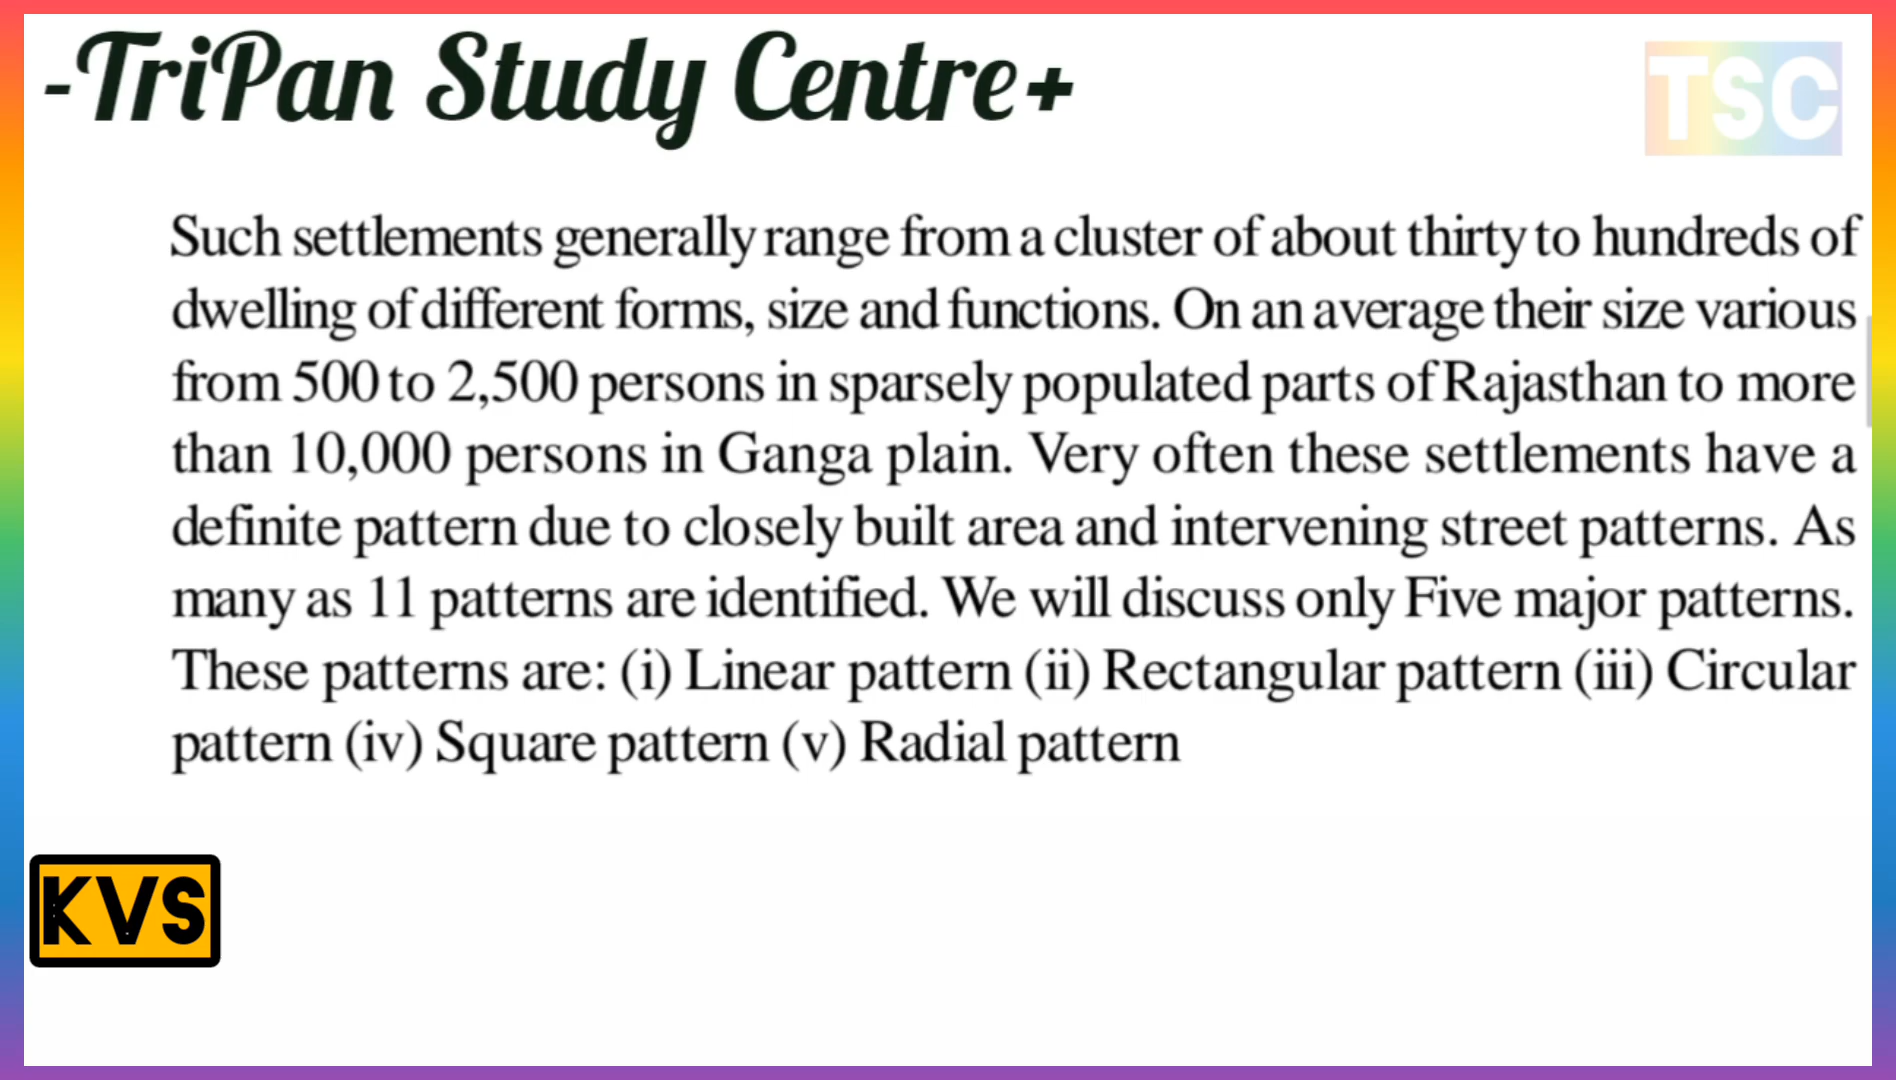 -TriPan Study Centre+
TSC
Such settlements generally range from a cluster of about thirty to hundreds of
dwelling of different forms, size and functions. On an average their size various
from 500 to 2,500 persons in sparsely populated parts of Rajasthan to more
than 10,000 persons in Ganga plain. Very often these settlements have a
definite pattern due to closely built area and intervening street patterns. As
many as 11 patterns are identified. We will discuss only Five major patterns.
These patterns are: (i) Linear pattern (ii) Rectangular pattern (iii) Circular
pattern (iv) Square pattern (v) Radial pattern
KVS